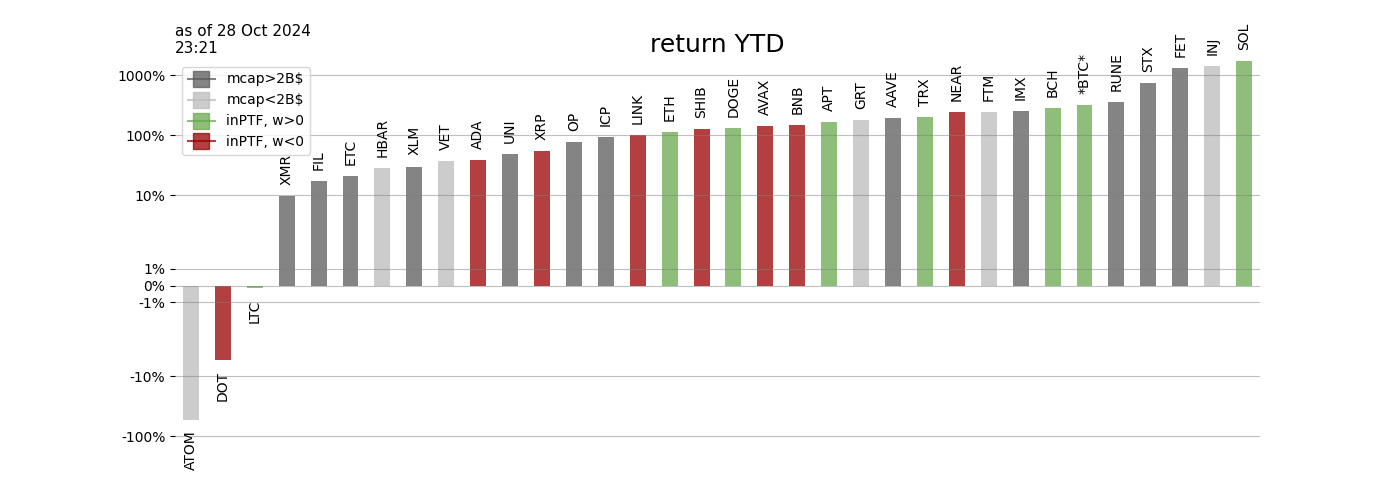 as of 28 Oct 2024
23:21
return YTD
mcap>2B$
mcap<2B$
inPTF, w>0
inPTF, w<0
1000%
100%
10%
1%
0%
-1%
-10%
-100%
ATOM
DOT
LTC
XMR
FIL
ETC
HBAR
XLM
VET
ADA
UNI
XRP
OP
ICP
LINK
ETH
SHIB
DOGE
AVAX
BNB
APT
GRT
AAVE
TRX
NEAR
FTM
IMX
BCH
*BTC*
RUNE
STX
FET
INJ
SOL